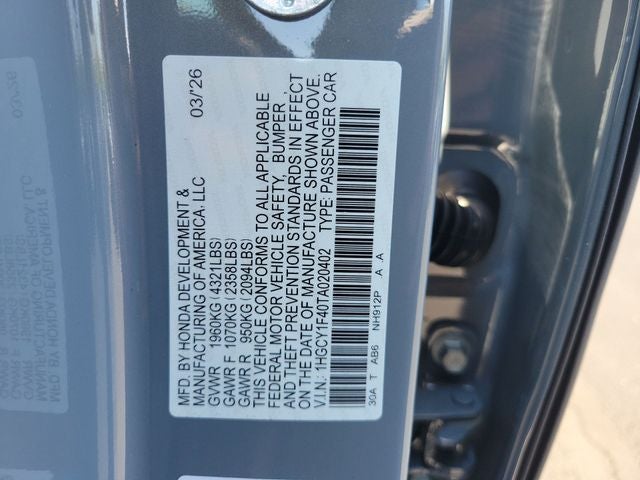 MFD. BY HONDA DEVELOPMENT &
MANUFACTURING OF AMERICA, LLC 03/26
GVWR 1960KG (4321LBS)
GAWR F 1070KG (2358LBS)
GAWR R 950KG (2094LBS)
THIS VEHICLE CONFORMS TO ALL APPLICABLE
FEDERAL MOTOR VEHICLE SAFETY, BUMPER
AND THEFT PREVENTION STANDARDS IN EFFECT
ON THE DATE OF MANUFACTURE SHOWN ABOVE.
V.I.N.: 1HGCY1F40TA020402 TYPE: PASSENGER CAR
30A T AB6 NH912P A A